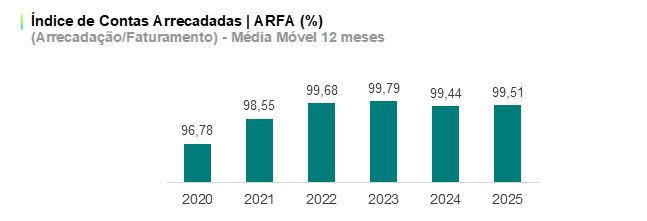 Índice de Contas Arrecadadas | ARFA (%)
(Arrecadação/Faturamento) - Média Móvel 12 meses
96,78 98,55 99,68 99,79 99,44 99,51
2020 2021 2022 2023 2024 2025